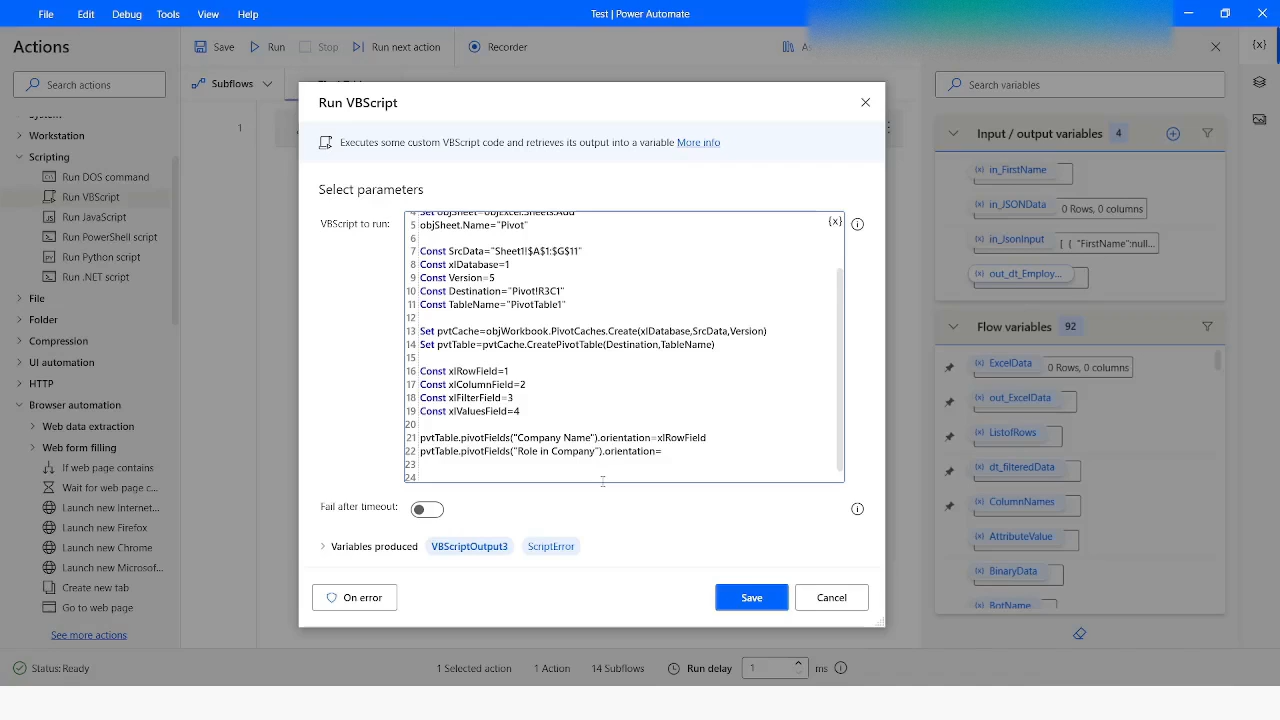 File Edit Debug Tools View Help
Test | Power Automate
Actions
Save Run Stop Run next action Recorder
{x}
Search actions
Subflows
Search variables
Workstation
Scripting
Run DOS command
Run VBScript
Run JavaScript
Run PowerShell script
Run Python script
Run .NET script
File
Folder
Compression
UI automation
HTTP
Browser automation
Web data extraction
Web form filling
If web page contains
Wait for web page c...
Launch new Internet...
Launch new Firefox
Launch new Chrome
Launch new Microsof...
Create new tab
Go to web page
See more actions
1
Run VBScript
Executes some custom VBScript code and retrieves its output into a variable More info
Select parameters
VBScript to run:
{x}
4 Set objSheet=objExcel.Sheets.Add
5 objSheet.Name="Pivot"
6
7 Const SrcData="Sheet1!$A$1:$G$11"
8 Const xlDatabase=1
9 Const Version=5
10 Const Destination="Pivot!R3C1"
11 Const TableName="PivotTable1"
12
13 Set pvtCache=objWorkbook.PivotCaches.Create(xlDatabase,SrcData,Version)
14 Set pvtTable=pvtCache.CreatePivotTable(Destination,TableName)
15
16 Const xlRowField=1
17 Const xlColumnField=2
18 Const xlFilterField=3
19 Const xlValuesField=4
20
21 pvtTable.pivotFields("Company Name").orientation=xlRowField
22 pvtTable.pivotFields("Role in Company").orientation=
23
24
Fail after timeout:
Variables produced VBScriptOutput3 ScriptError
On error
Save Cancel
Input / output variables 4
{x} in_FirstName
{x} in_JSONData 0 Rows, 0 columns
{x} in_JsonInput [ { "FirstName":null...
{x} out_dt_Employ...
Flow variables 92
{x} ExcelData 0 Rows, 0 columns
{x} out_ExcelData
{x} ListofRows
{x} dt_filteredData
{x} ColumnNames
{x} AttributeValue
{x} BinaryData
{x} BotName
Status: Ready
1 Selected action 1 Action 14 Subflows Run delay 1 ms